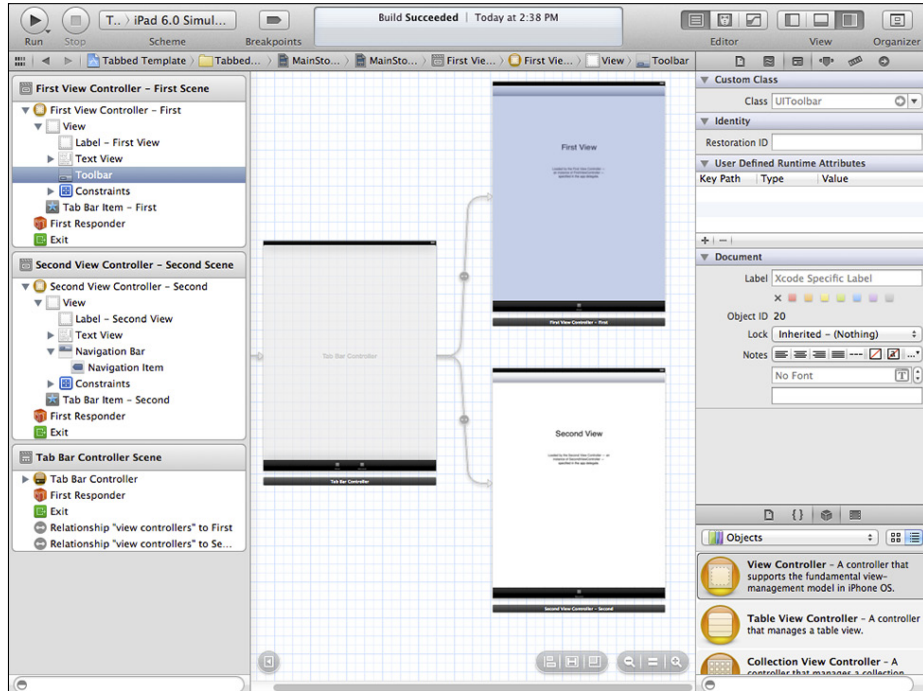 Build Succeeded | Today at 2:38 PM
T... iPad 6.0 Simul...
Run Stop Scheme Breakpoints Editor View Organizer
Tabbed Template Tabbed... MainSto... MainSto... First Vie... First Vie... View Toolbar
First View Controller – First Scene
First View Controller – First
View
Label – First View
Text View
Toolbar
Constraints
Tab Bar Item – First
First Responder
Exit
Second View Controller – Second Scene
Second View Controller – Second
View
Label – Second View
Text View
Navigation Bar
Navigation Item
Constraints
Tab Bar Item – Second
First Responder
Exit
Tab Bar Controller Scene
Tab Bar Controller
First Responder
Exit
Relationship "view controllers" to First
Relationship "view controllers" to Se...
Tab Bar Controller
Tab Bar Controller
First View
First View Controller – First
Second View
Second View Controller – Second
Custom Class
Class UIToolbar
Identity
Restoration ID
User Defined Runtime Attributes
Key Path Type Value
Document
Label Xcode Specific Label
Object ID 20
Lock Inherited – (Nothing)
Notes
No Font
Objects
View Controller – A controller that
supports the fundamental view-
management model in iPhone OS.
Table View Controller – A controller
that manages a table view.
Collection View Controller – A
controller that manages a collection